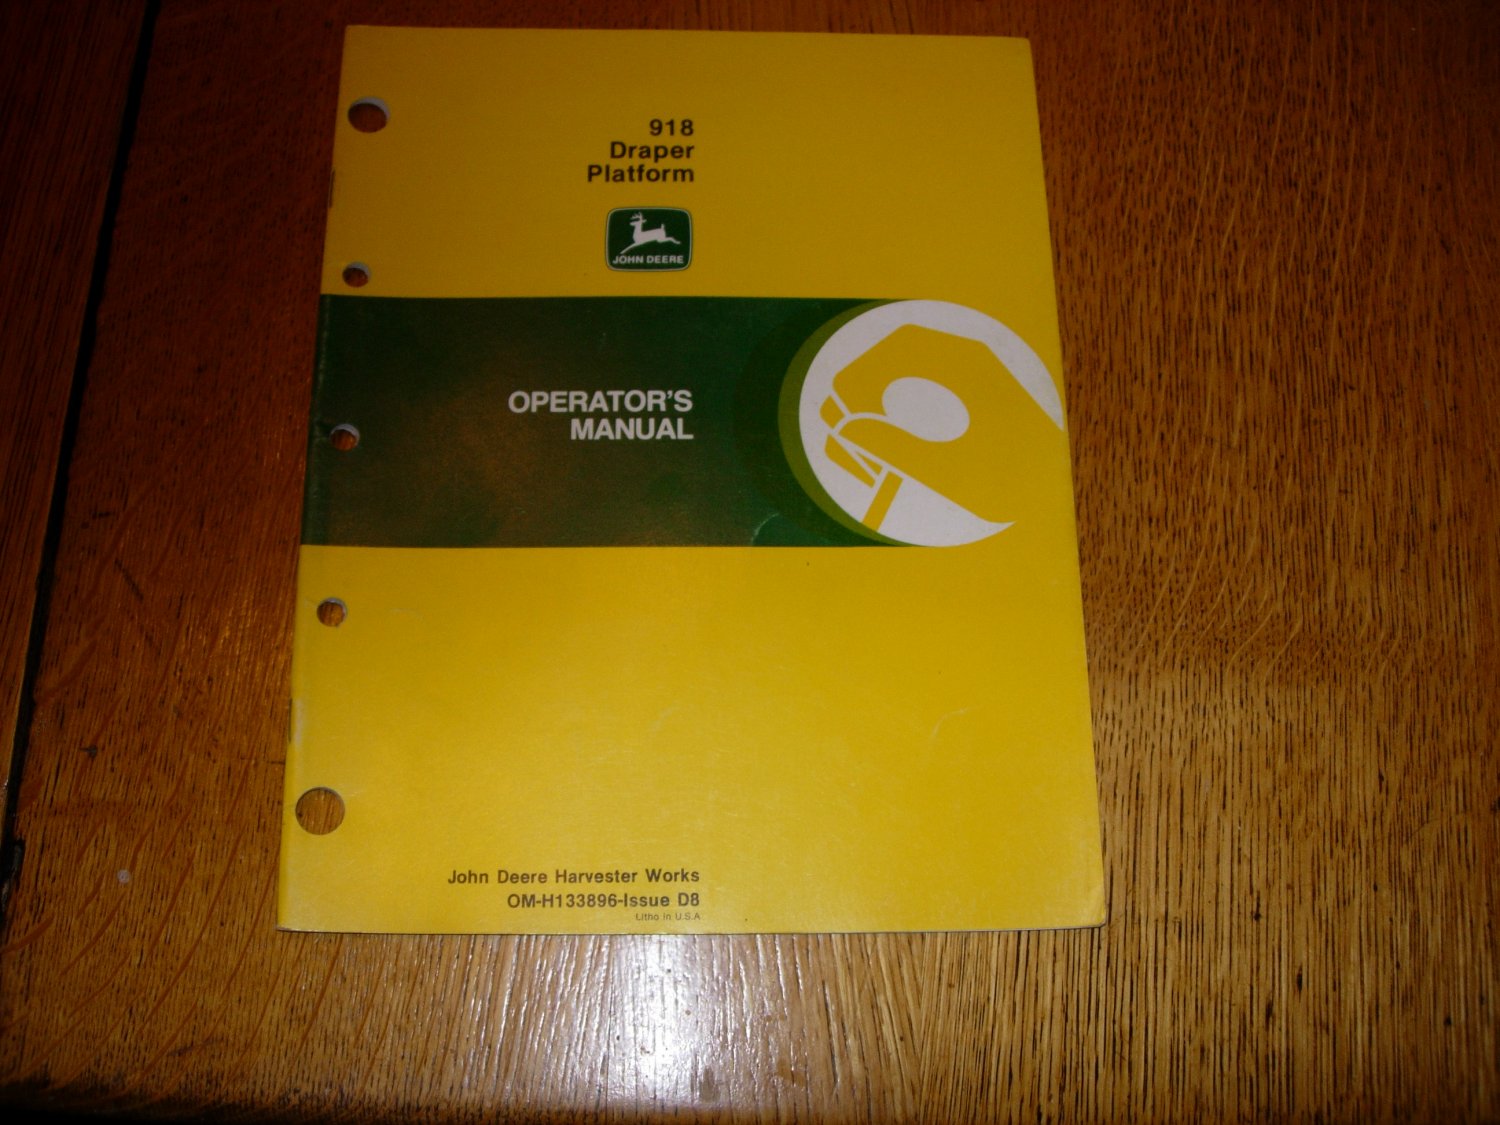 918
Draper
Platform
JOHN DEERE
OPERATOR'S
MANUAL
John Deere Harvester Works
OM-H133896-Issue D8
Litho in U.S.A